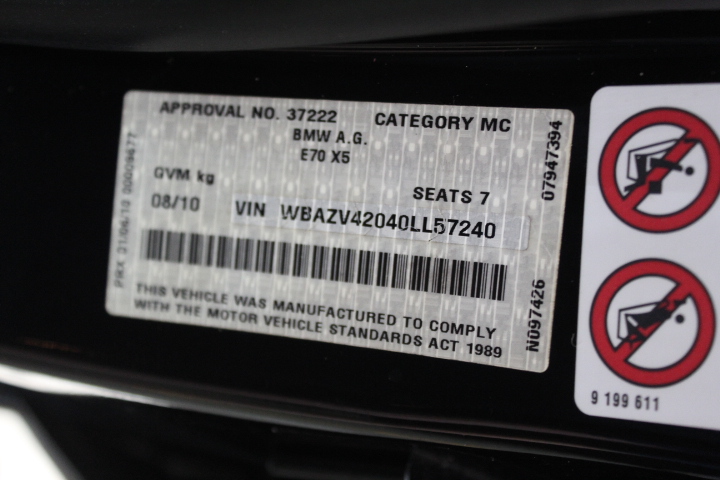 APPROVAL NO. 37222 CATEGORY MC
BMW A.G.
E70 X5
GVM kg
SEATS 7
08/10 VIN WBAZV42040LL57240
THIS VEHICLE WAS MANUFACTURED TO COMPLY
WITH THE MOTOR VEHICLE STANDARDS ACT 1989
07947394
N097426
9 199 611